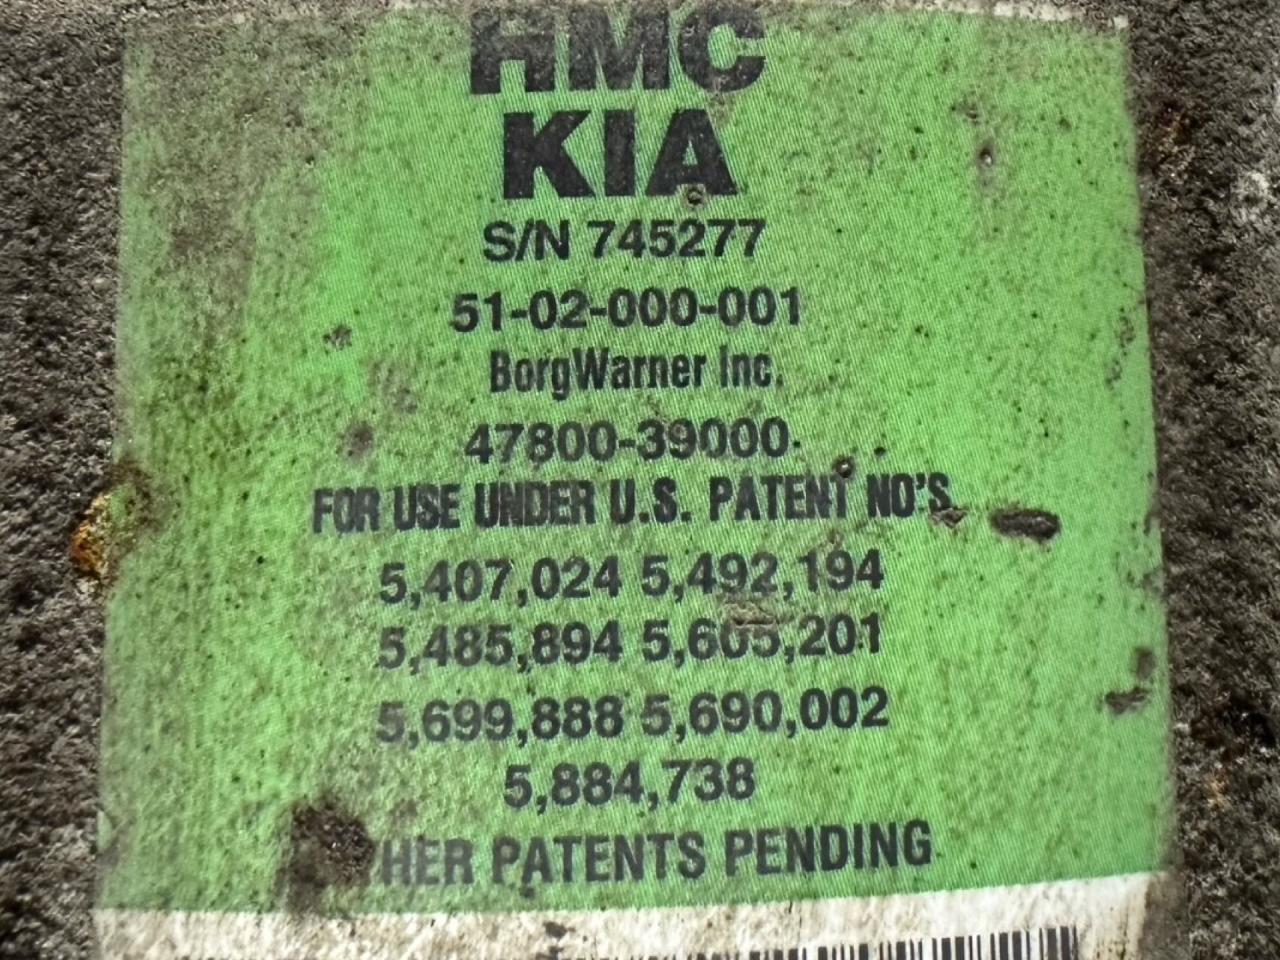 HMC
KIA
S/N 745277
51-02-000-001
BorgWarner Inc.
47800-39000
FOR USE UNDER U.S. PATENT NO'S.
5,407,024 5,492,194
5,485,894 5,605,201
5,699,888 5,690,002
5,884,738
HER PATENTS PENDING